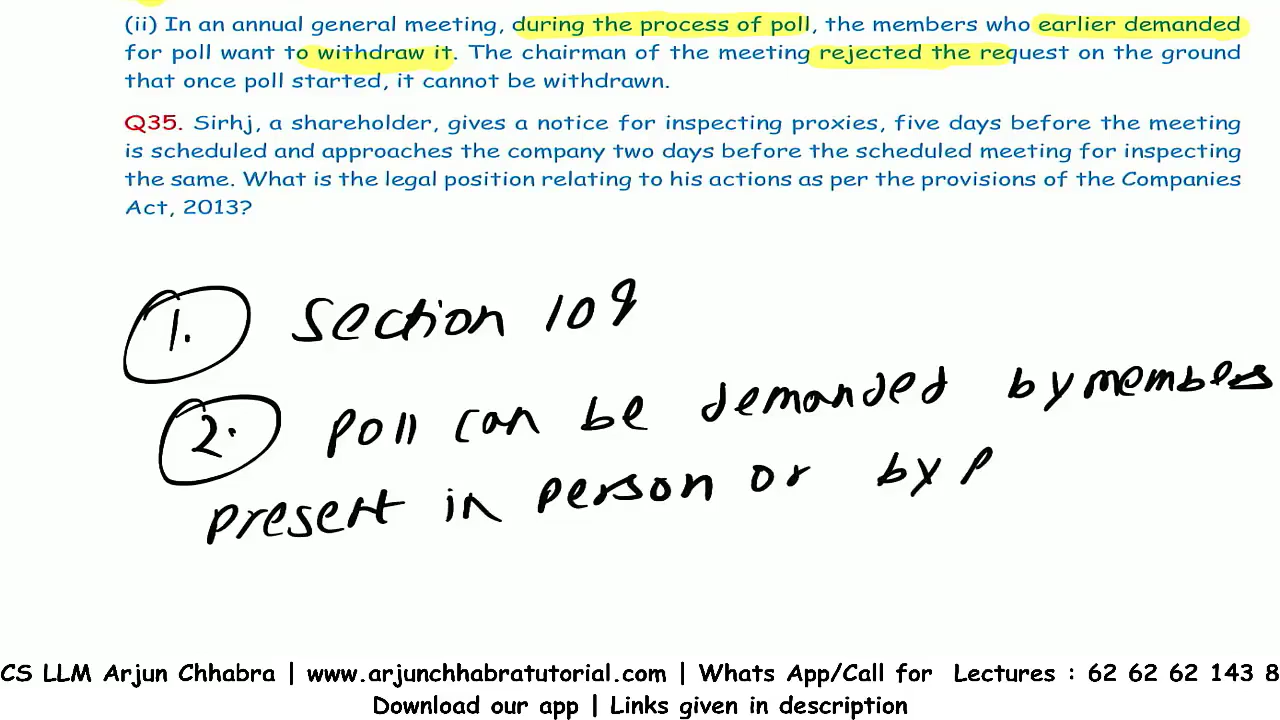 (ii) In an annual general meeting, during the process of poll, the members who earlier demanded
for poll want to withdraw it. The chairman of the meeting rejected the request on the ground
that once poll started, it cannot be withdrawn.
Q35. Sirhj, a shareholder, gives a notice for inspecting proxies, five days before the meeting
is scheduled and approaches the company two days before the scheduled meeting for inspecting
the same. What is the legal position relating to his actions as per the provisions of the Companies
Act, 2013?
1. Section 109
2. Poll can be demanded by members
present in person or by P
CS LLM Arjun Chhabra | www.arjunchhabratutorial.com | Whats App/Call for Lectures : 62 62 62 143 8
Download our app | Links given in description